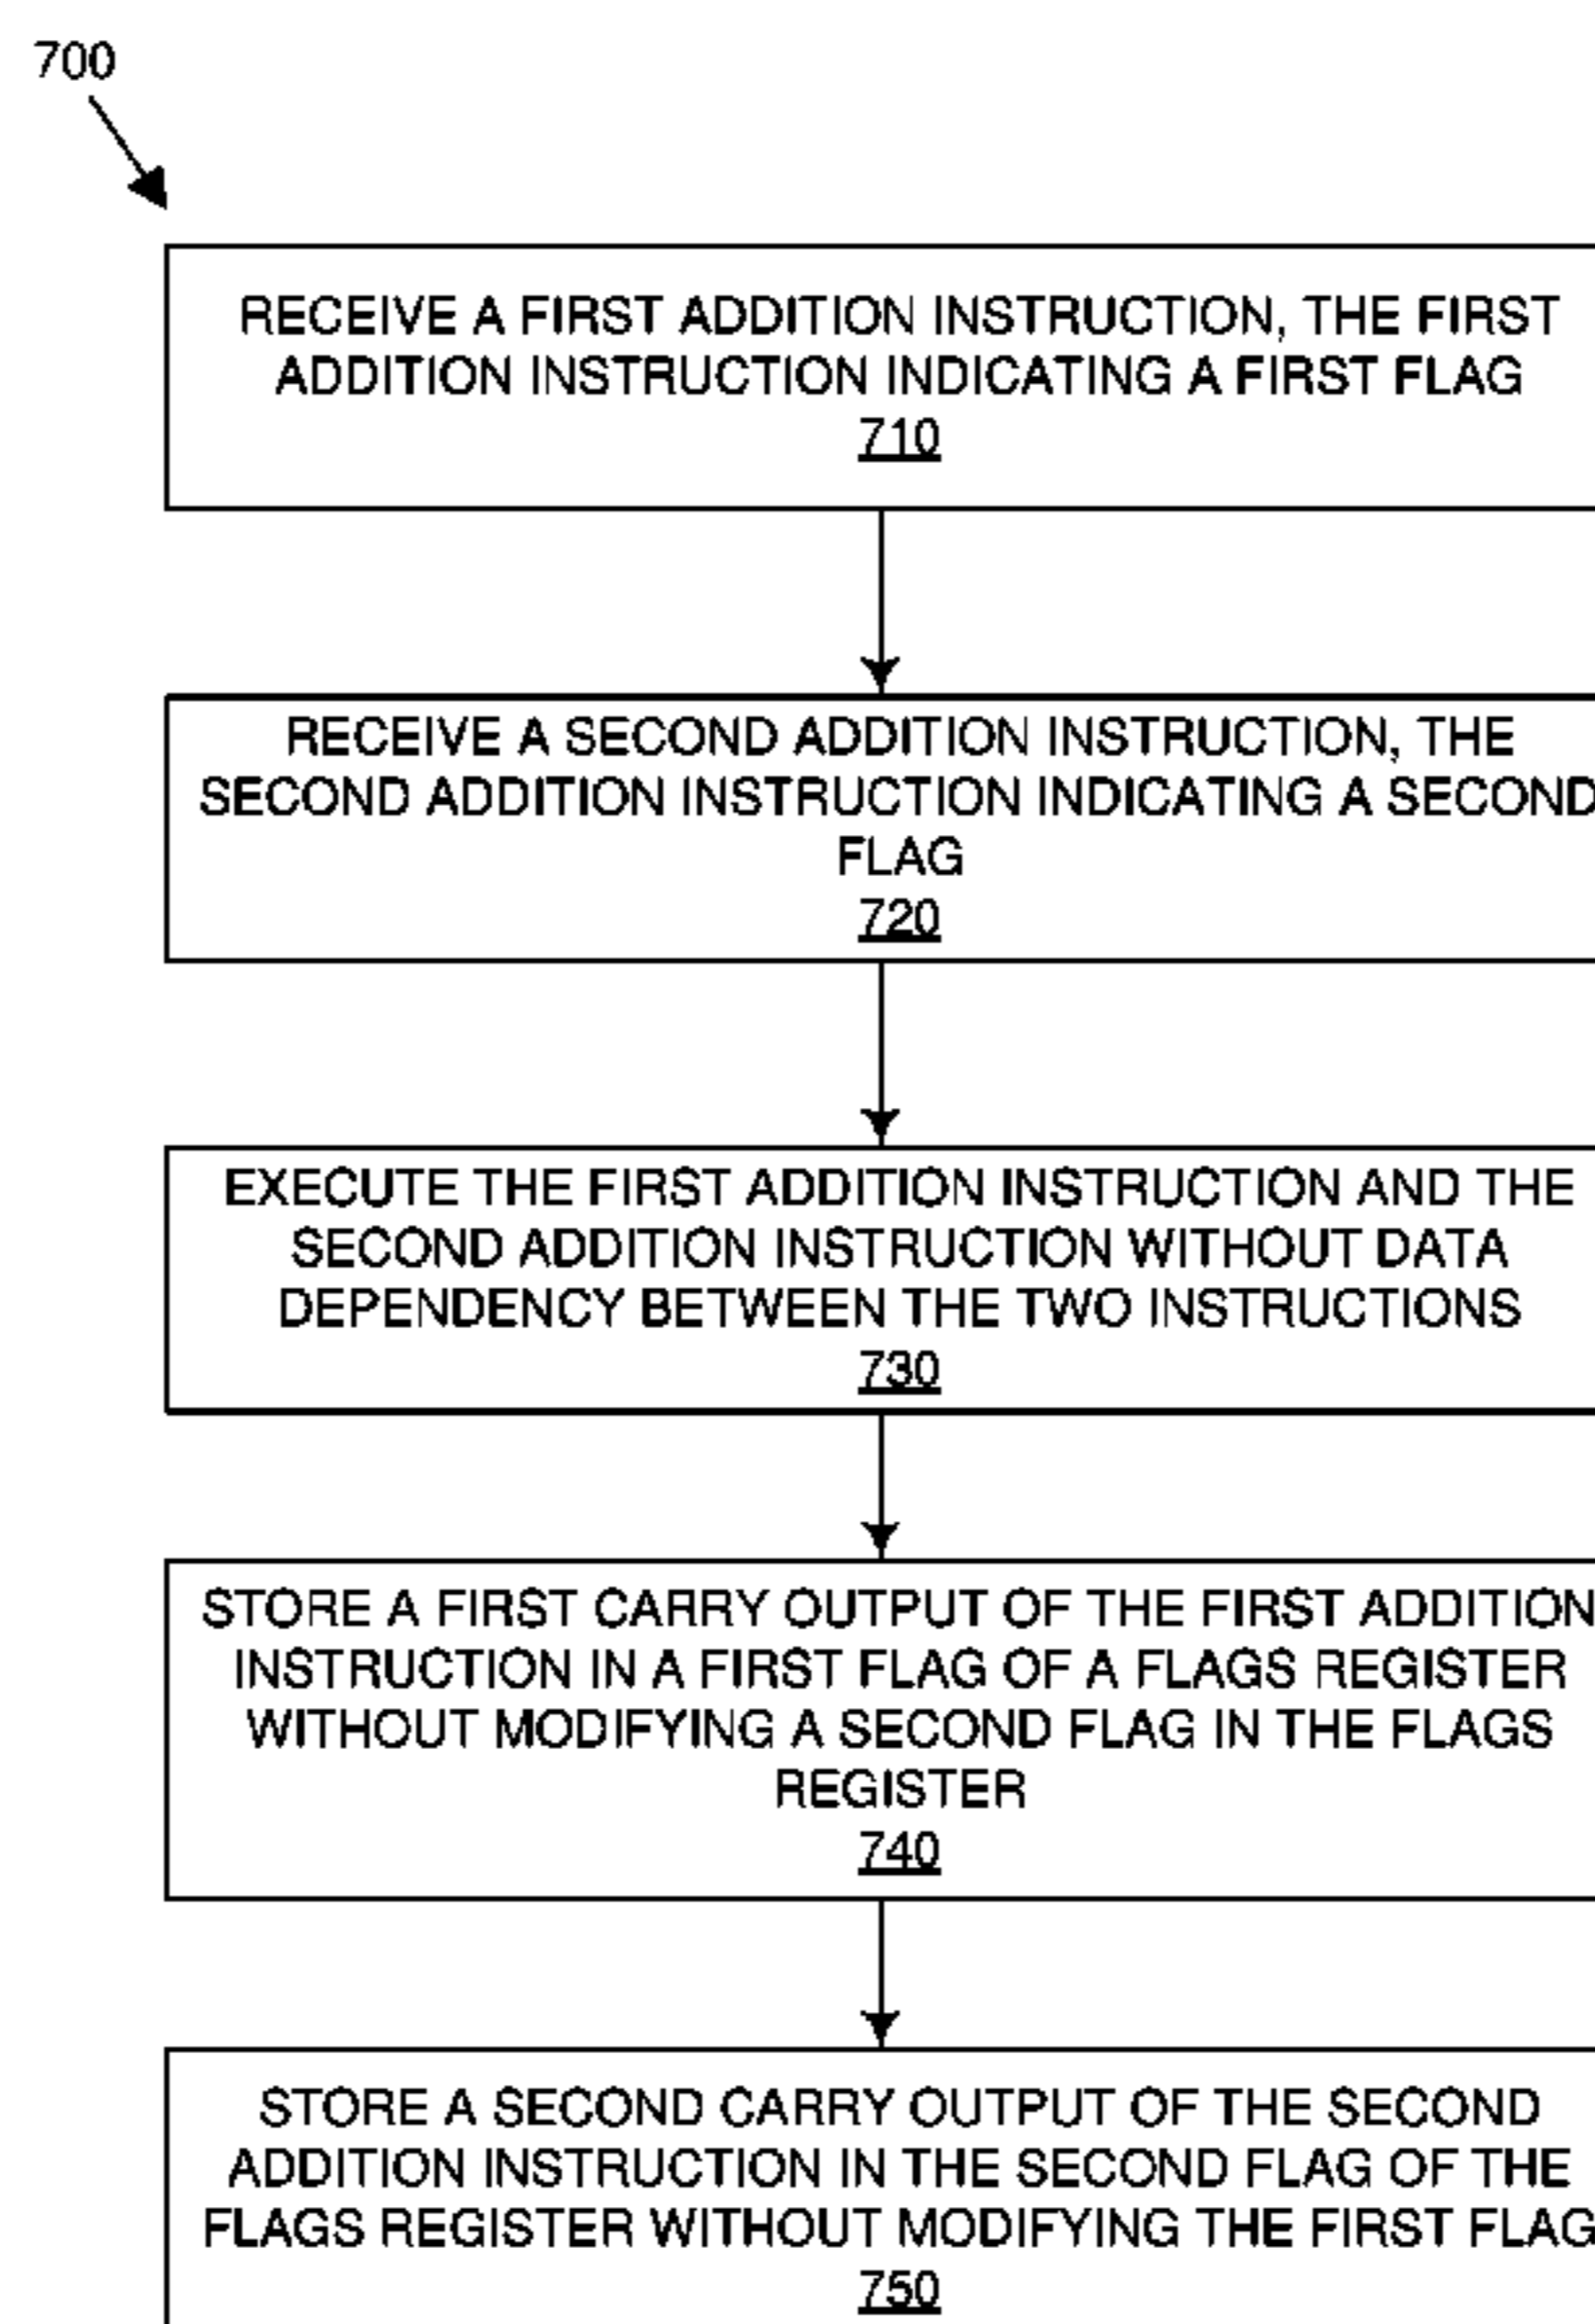 700
RECEIVE A FIRST ADDITION INSTRUCTION, THE FIRST
ADDITION INSTRUCTION INDICATING A FIRST FLAG
710
RECEIVE A SECOND ADDITION INSTRUCTION, THE
SECOND ADDITION INSTRUCTION INDICATING A SECOND
FLAG
720
EXECUTE THE FIRST ADDITION INSTRUCTION AND THE
SECOND ADDITION INSTRUCTION WITHOUT DATA
DEPENDENCY BETWEEN THE TWO INSTRUCTIONS
730
STORE A FIRST CARRY OUTPUT OF THE FIRST ADDITION
INSTRUCTION IN A FIRST FLAG OF A FLAGS REGISTER
WITHOUT MODIFYING A SECOND FLAG IN THE FLAGS
REGISTER
740
STORE A SECOND CARRY OUTPUT OF THE SECOND
ADDITION INSTRUCTION IN THE SECOND FLAG OF THE
FLAGS REGISTER WITHOUT MODIFYING THE FIRST FLAG
750